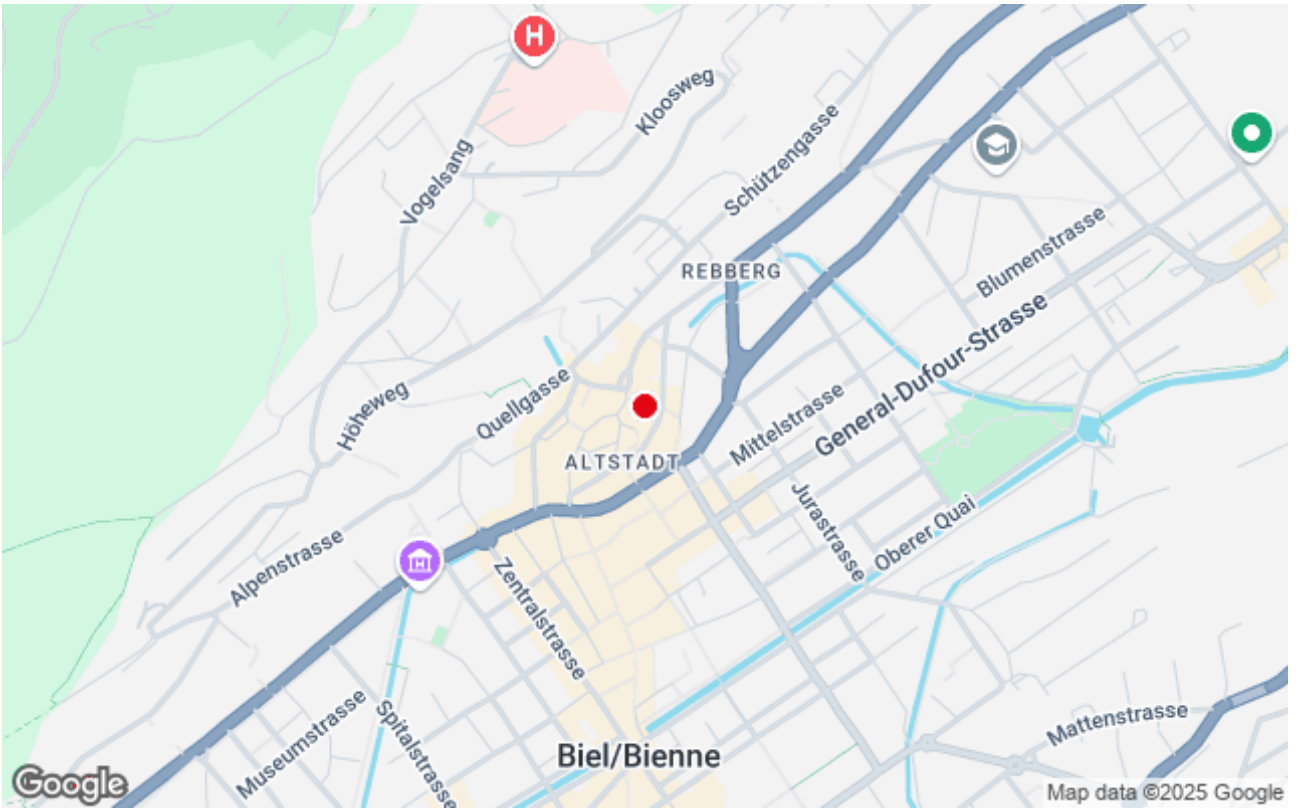 H
Kloosweg
Vogelsang
Schützengasse
REBBERG
Blumenstrasse
General-Dufour-Strasse
Höheweg
Quellgasse
Mittelstrasse
ALTSTADT
Jurastrasse
Oberer Quai
Alpenstrasse
H
Zentralstrasse
Museumstrasse
Spitalstrasse
Mattenstrasse
Biel/Bienne
Google
Map data ©2025 Google